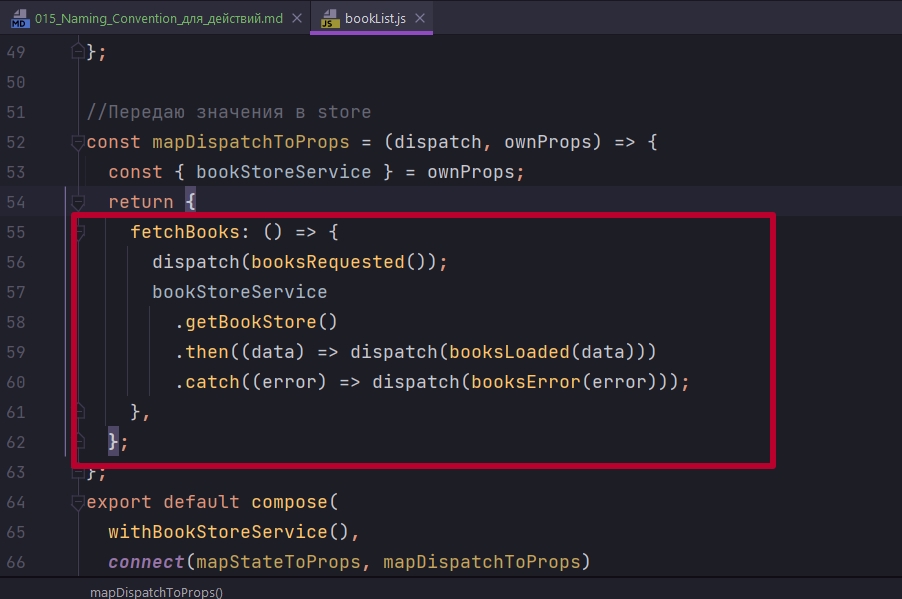 015_Naming_Convention_для_действий.md bookList.js
49 };
50
51 //Передаю значения в store
52 const mapDispatchToProps = (dispatch, ownProps) => {
53 const { bookStoreService } = ownProps;
54 return {
55 fetchBooks: () => {
56 dispatch(booksRequested());
57 bookStoreService
58 .getBookStore()
59 .then((data) => dispatch(booksLoaded(data)))
60 .catch((error) => dispatch(booksError(error)));
61 },
62 };
63 };
64 export default compose(
65 withBookStoreService(),
66 connect(mapStateToProps, mapDispatchToProps)
mapDispatchToProps()